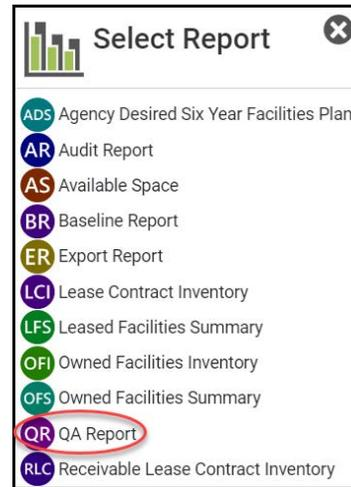 Select Report
ADS Agency Desired Six Year Facilities Plan
AR Audit Report
AS Available Space
BR Baseline Report
ER Export Report
LCI Lease Contract Inventory
LFS Leased Facilities Summary
OFI Owned Facilities Inventory
OFS Owned Facilities Summary
QR QA Report
RLC Receivable Lease Contract Inventory